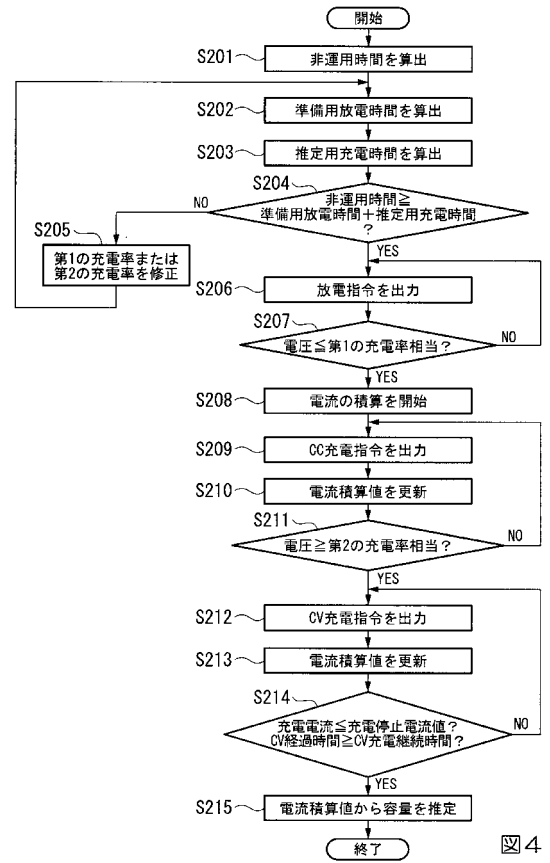 開始
S201
非運用時間を算出
S202
準備用放電時間を算出
S203
推定用充電時間を算出
S204
非運用時間≧
準備用放電時間+推定用充電時間
?
NO
YES
S205
第1の充電率または
第2の充電率を修正
S206
放電指令を出力
S207
電圧≦第1の充電率相当?
NO
YES
S208
電流の積算を開始
S209
CC充電指令を出力
S210
電流積算値を更新
S211
電圧≧第2の充電率相当?
NO
YES
S212
CV充電指令を出力
S213
電流積算値を更新
S214
充電電流≦充電停止電流値?
CV経過時間≧CV充電継続時間?
NO
YES
S215
電流積算値から容量を推定
終了
図4